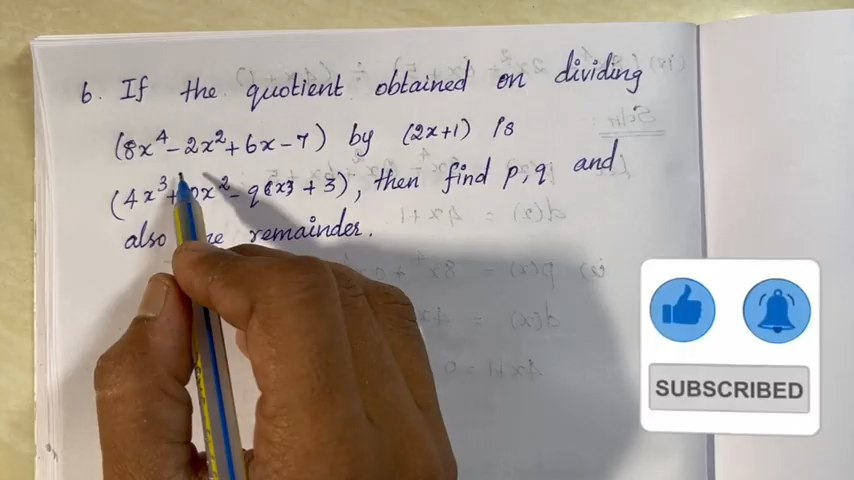 6. If the quotient obtained on dividing
(8x⁴-2x²+6x-7) by (2x+1) is
(4x³+ x²- q x + 3), then find p, q and
also remainder.
SUBSCRIBED